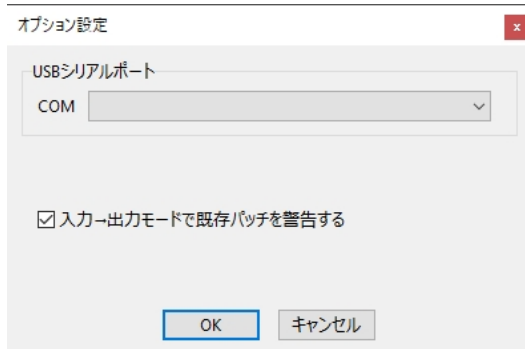 オプション設定
x
USBシリアルポート
COM
入力→出力モードで既存パッチを警告する
OK
キャンセル